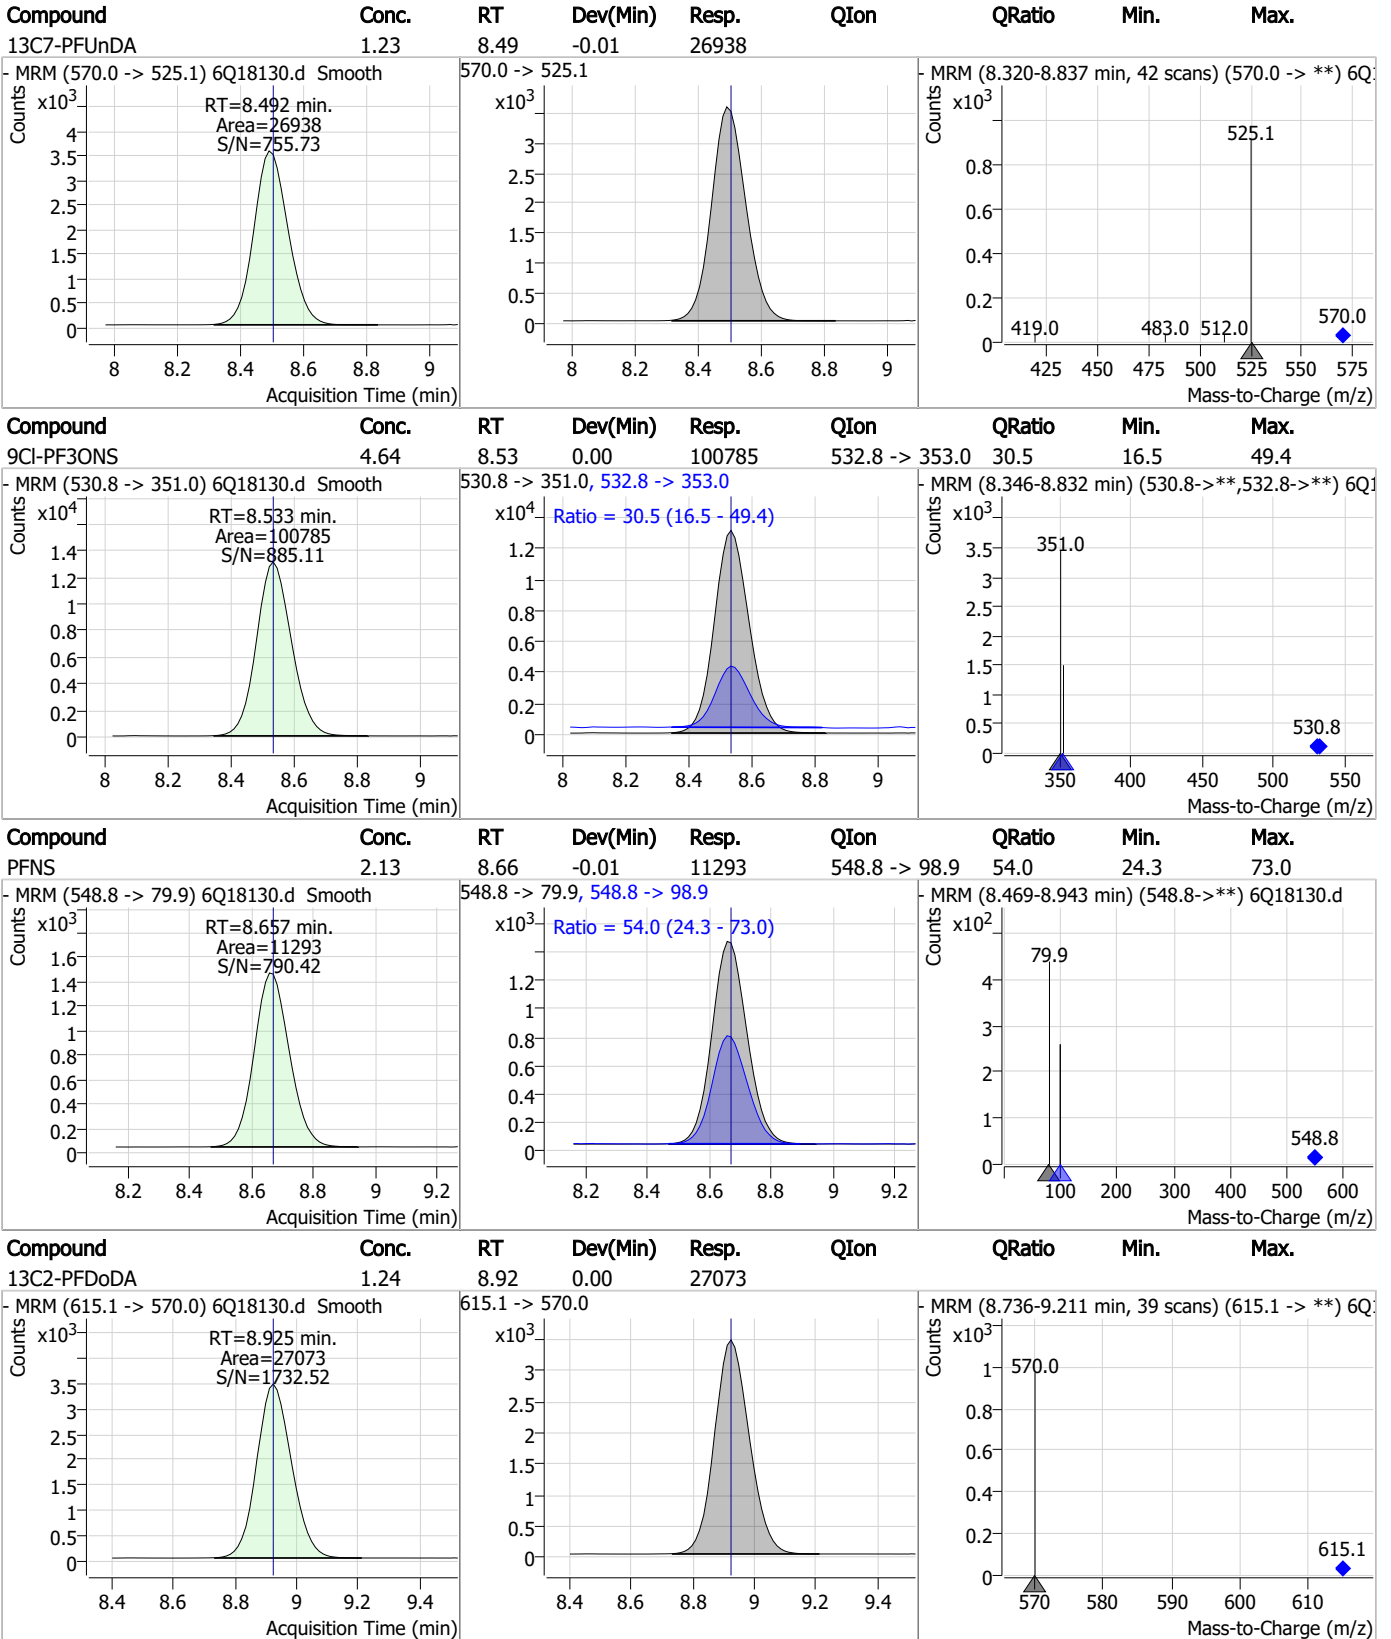 Compound Conc. RT Dev(Min) Resp. QIon QRatio Min. Max.
13C7-PFUnDA 1.23 8.49 -0.01 26938
- MRM (570.0 -> 525.1) 6Q18130.d Smooth
Counts
x10³
RT=8.492 min.
Area=26938
S/N=755.73
4
3.5
3
2.5
2
1.5
1
0.5
0
8 8.2 8.4 8.6 8.8 9
Acquisition Time (min)
570.0 -> 525.1
x10³
3
2.5
2
1.5
1
0.5
0
8 8.2 8.4 8.6 8.8 9
- MRM (8.320-8.837 min, 42 scans) (570.0 -> **) 6Q1
Counts
x10³
525.1
0.8
0.6
0.4
0.2
0
419.0 483.0 512.0 570.0
425 450 475 500 525 550 575
Mass-to-Charge (m/z)
Compound Conc. RT Dev(Min) Resp. QIon QRatio Min. Max.
9Cl-PF3ONS 4.64 8.53 0.00 100785 532.8 -> 353.0 30.5 16.5 49.4
- MRM (530.8 -> 351.0) 6Q18130.d Smooth
Counts
x10⁴
RT=8.533 min.
Area=100785
S/N=885.11
1.4
1.2
1
0.8
0.6
0.4
0.2
0
8 8.2 8.4 8.6 8.8 9
Acquisition Time (min)
530.8 -> 351.0, 532.8 -> 353.0
x10⁴
Ratio = 30.5 (16.5 - 49.4)
1.2
1
0.8
0.6
0.4
0.2
0
8 8.2 8.4 8.6 8.8 9
- MRM (8.346-8.832 min) (530.8->**,532.8->**) 6Q1
Counts
x10³
351.0
3.5
3
2.5
2
1.5
1
0.5
0
530.8
350 400 450 500 550
Mass-to-Charge (m/z)
Compound Conc. RT Dev(Min) Resp. QIon QRatio Min. Max.
PFNS 2.13 8.66 -0.01 11293 548.8 -> 98.9 54.0 24.3 73.0
- MRM (548.8 -> 79.9) 6Q18130.d Smooth
Counts
x10³
RT=8.657 min.
Area=11293
S/N=790.42
1.6
1.4
1.2
1
0.8
0.6
0.4
0.2
0
8.2 8.4 8.6 8.8 9 9.2
Acquisition Time (min)
548.8 -> 79.9, 548.8 -> 98.9
x10³
Ratio = 54.0 (24.3 - 73.0)
1.2
1
0.8
0.6
0.4
0.2
0
8.2 8.4 8.6 8.8 9 9.2
- MRM (8.469-8.943 min) (548.8->**) 6Q18130.d
Counts
x10²
79.9
4
3
2
1
0
548.8
100 200 300 400 500 600
Mass-to-Charge (m/z)
Compound Conc. RT Dev(Min) Resp. QIon QRatio Min. Max.
13C2-PFDoDA 1.24 8.92 0.00 27073
- MRM (615.1 -> 570.0) 6Q18130.d Smooth
Counts
x10³
RT=8.925 min.
Area=27073
S/N=1732.52
3.5
3
2.5
2
1.5
1
0.5
0
8.4 8.6 8.8 9 9.2 9.4
Acquisition Time (min)
615.1 -> 570.0
x10³
3
2.5
2
1.5
1
0.5
0
8.4 8.6 8.8 9 9.2 9.4
- MRM (8.736-9.211 min, 39 scans) (615.1 -> **) 6Q1
Counts
x10³
570.0
1
0.8
0.6
0.4
0.2
0
615.1
570 580 590 600 610
Mass-to-Charge (m/z)